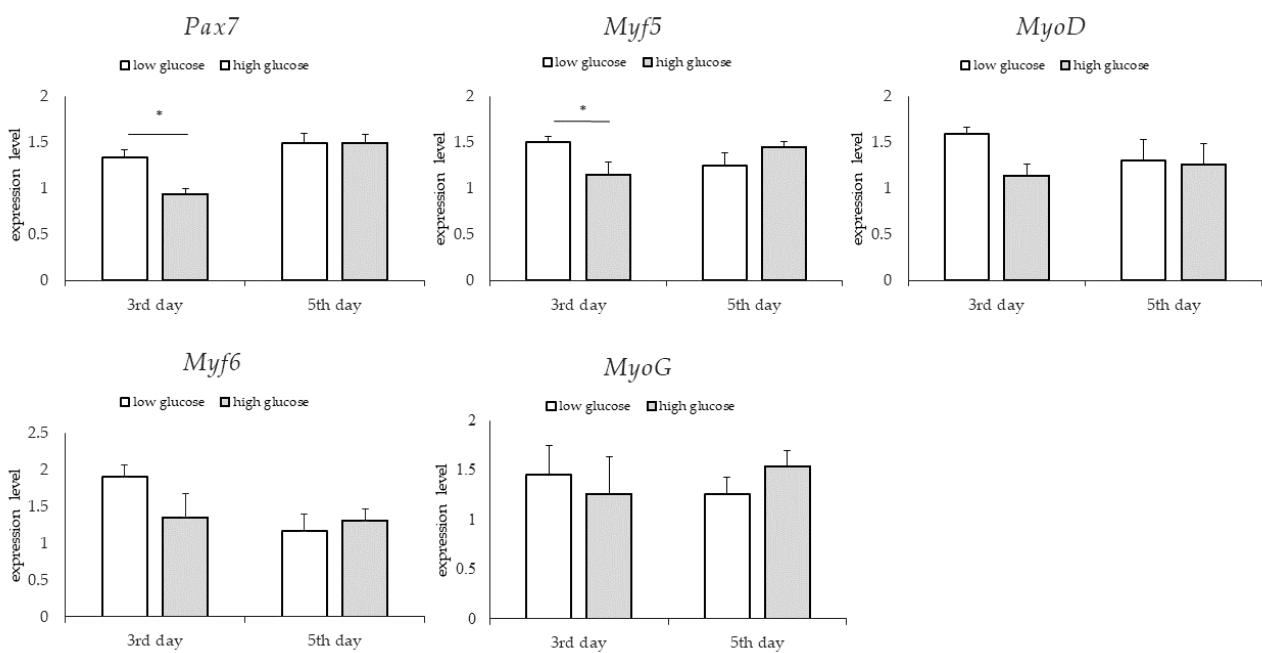 Pax7
low glucose high glucose
expression level
2
1.5
1
0.5
0
*
3rd day 5th day
Myf5
low glucose high glucose
expression level
2
1.5
1
0.5
0
*
3rd day 5th day
MyoD
low glucose high glucose
expression level
2
1.5
1
0.5
0
3rd day 5th day
Myf6
low glucose high glucose
expression level
2.5
2
1.5
1
0.5
0
3rd day 5th day
MyoG
low glucose high glucose
expression level
2
1.5
1
0.5
0
3rd day 5th day